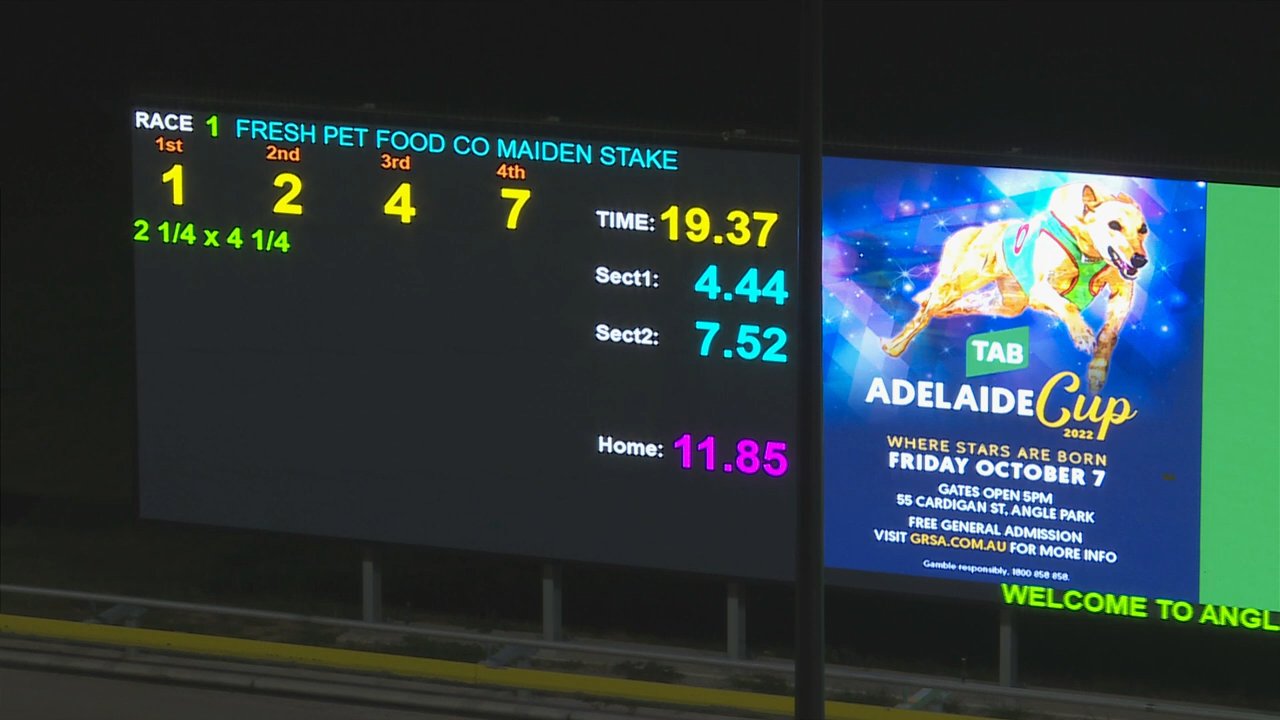 RACE 1 FRESH PET FOOD CO MAIDEN STAKE
1st 2nd 3rd 4th
1 2 4 7
2 1/4 x 4 1/4
TIME: 19.37
Sect1: 4.44
Sect2: 7.52
Home: 11.85
TAB
ADELAIDE Cup
2022
WHERE STARS ARE BORN
FRIDAY OCTOBER 7
GATES OPEN 5PM
55 CARDIGAN ST, ANGLE PARK
FREE GENERAL ADMISSION
VISIT GRSA.COM.AU FOR MORE INFO
Gamble responsibly, 1800 858 858.
WELCOME TO ANGL